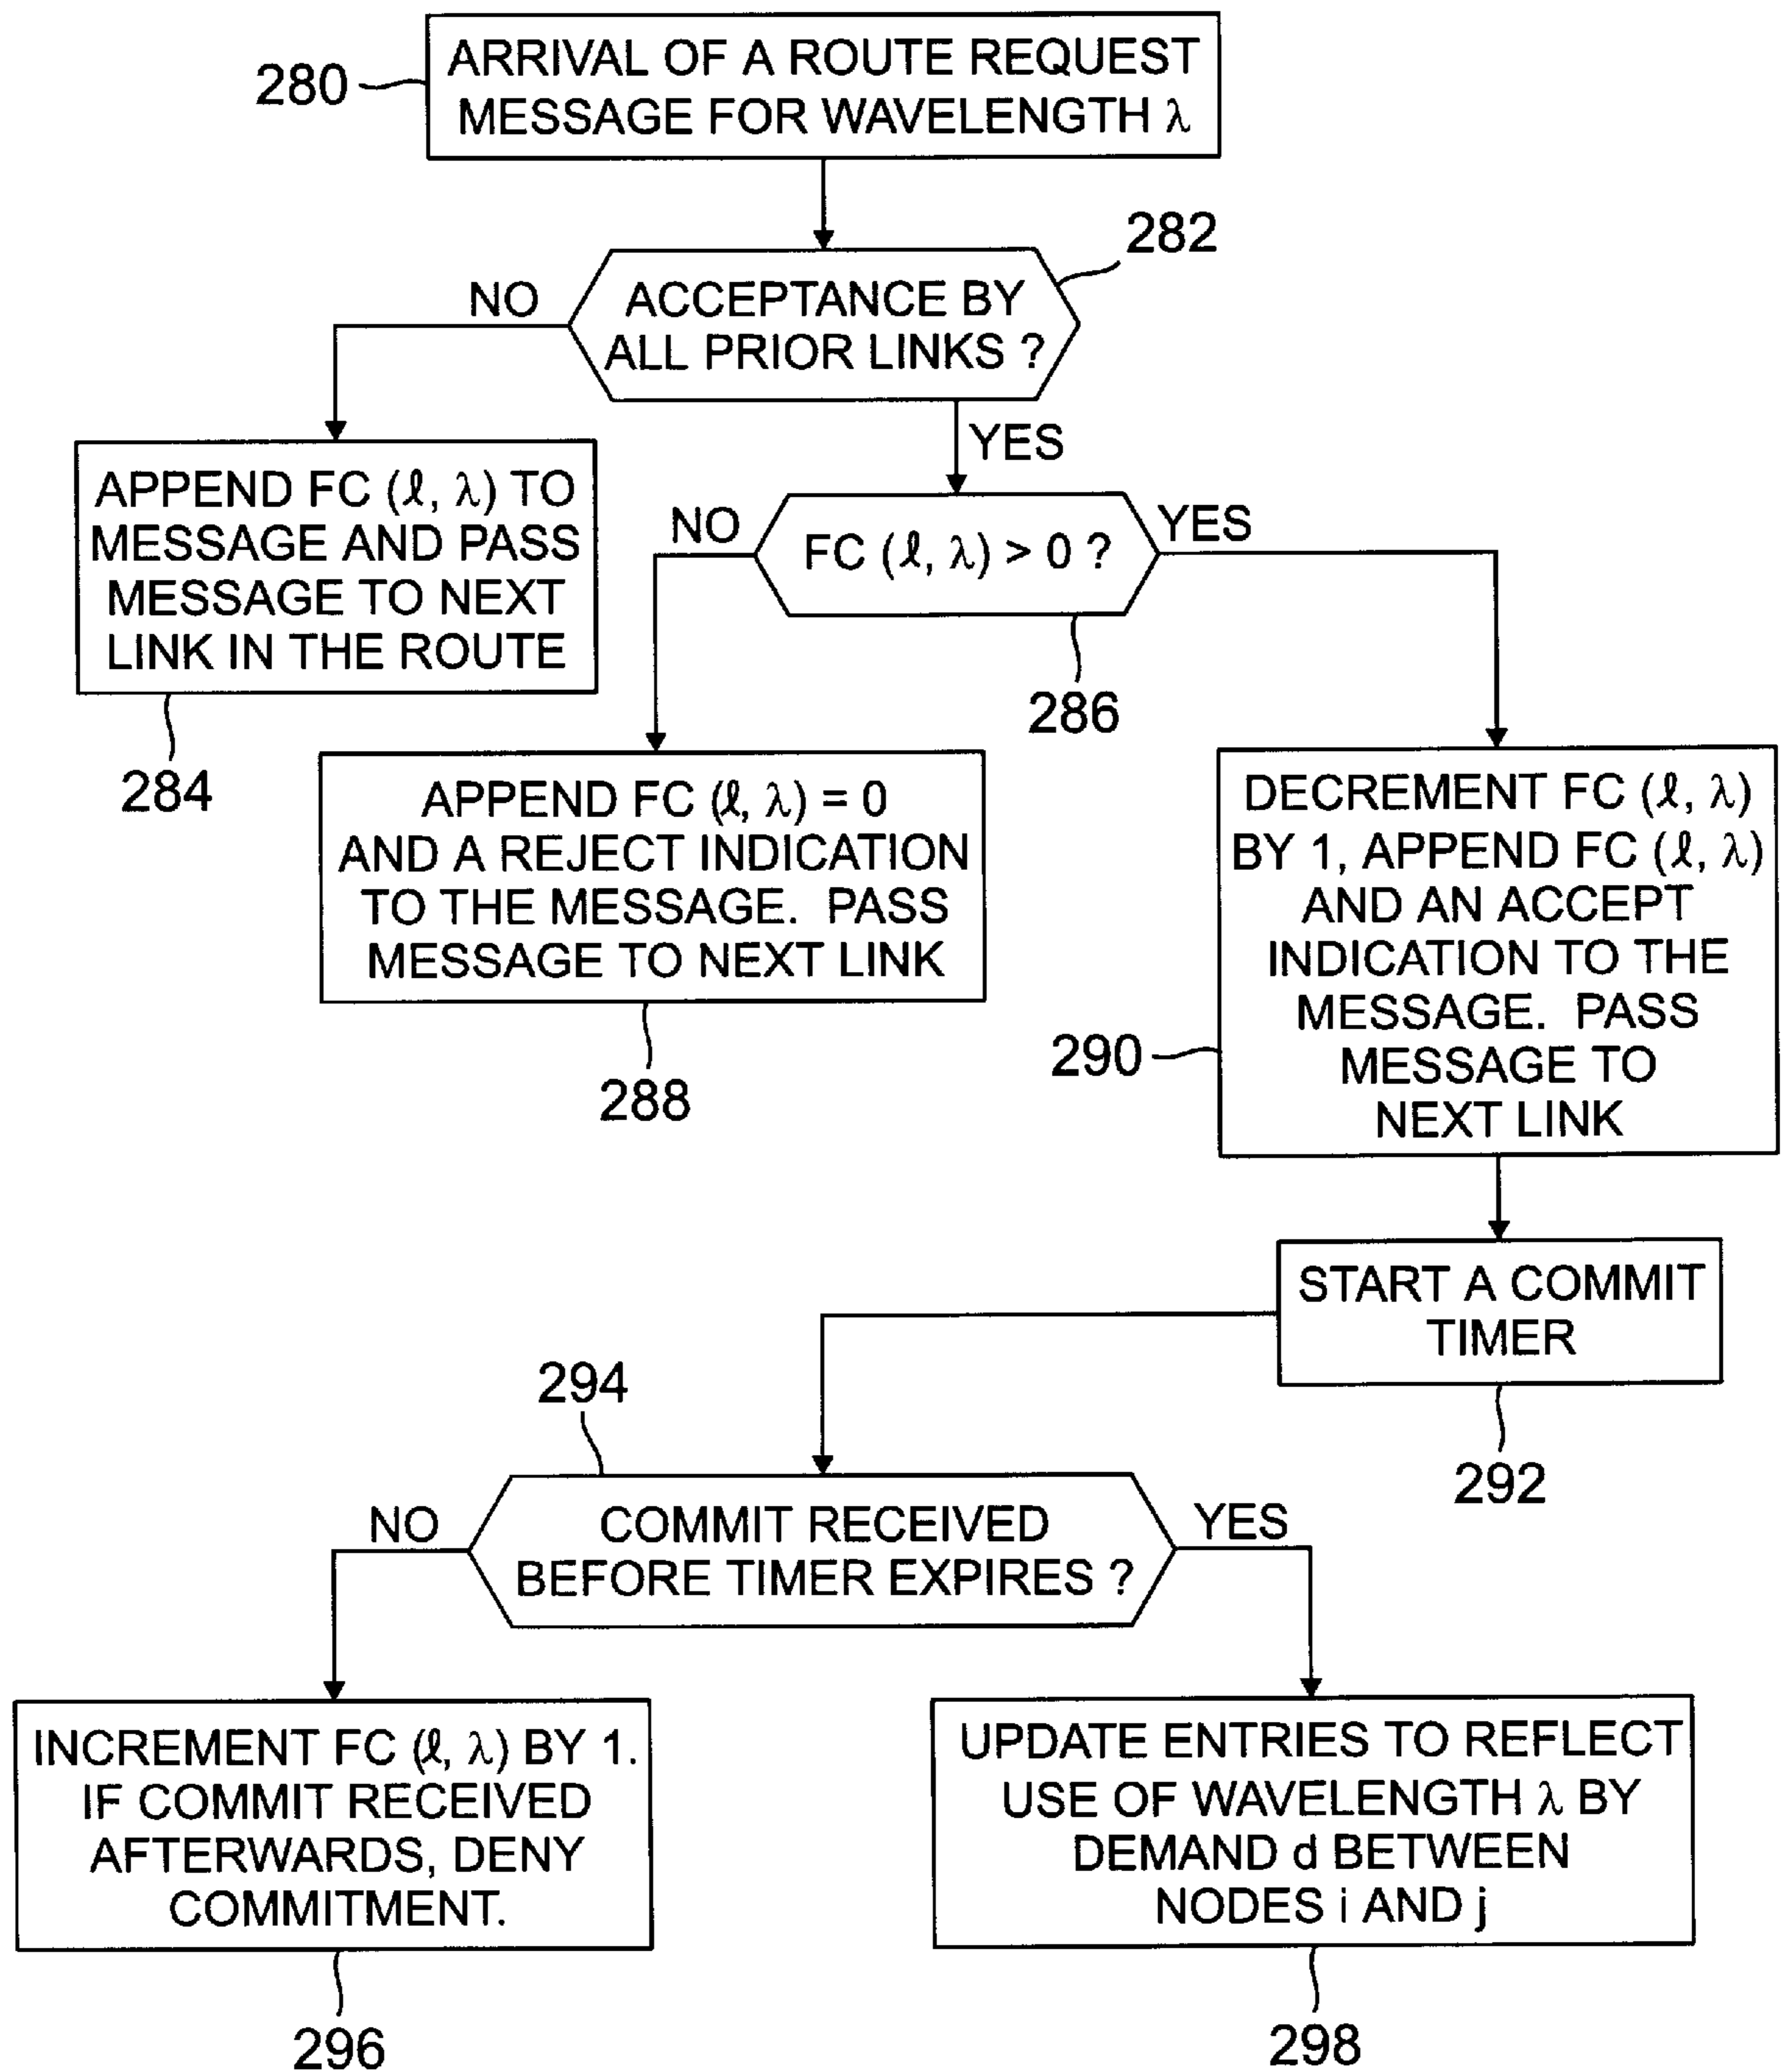 ARRIVAL OF A ROUTE REQUEST
MESSAGE FOR WAVELENGTH λ
280
282
NO
ACCEPTANCE BY
ALL PRIOR LINKS ?
YES
APPEND FC (ℓ, λ) TO
MESSAGE AND PASS
MESSAGE TO NEXT
LINK IN THE ROUTE
284
NO
FC (ℓ, λ) > 0 ?
YES
286
APPEND FC (ℓ, λ) = 0
AND A REJECT INDICATION
TO THE MESSAGE. PASS
MESSAGE TO NEXT LINK
288
DECREMENT FC (ℓ, λ)
BY 1, APPEND FC (ℓ, λ)
AND AN ACCEPT
INDICATION TO THE
MESSAGE. PASS
MESSAGE TO
NEXT LINK
290
START A COMMIT
TIMER
292
294
NO
COMMIT RECEIVED
BEFORE TIMER EXPIRES ?
YES
INCREMENT FC (ℓ, λ) BY 1.
IF COMMIT RECEIVED
AFTERWARDS, DENY
COMMITMENT.
296
UPDATE ENTRIES TO REFLECT
USE OF WAVELENGTH λ BY
DEMAND d BETWEEN
NODES i AND j
298